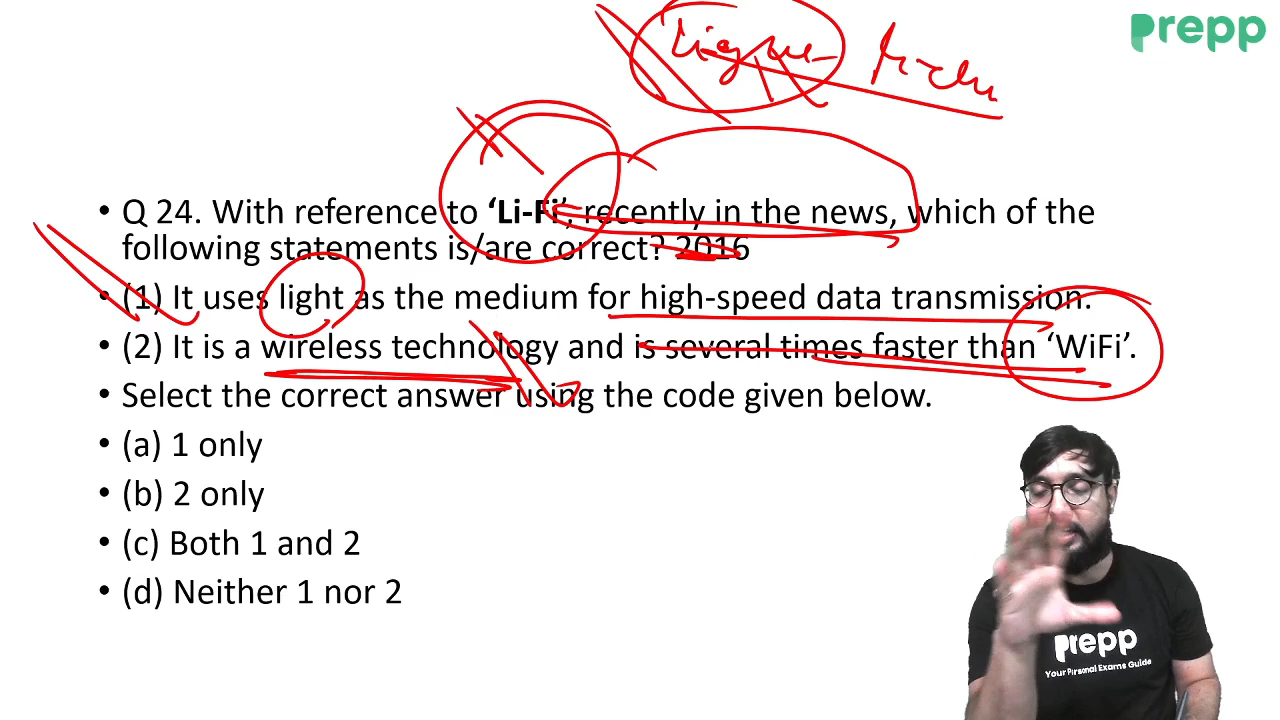 prepp
• Q 24. With reference to ‘Li-Fi’, recently in the news, which of the
following statements is/are correct? 2016
• (1) It uses light as the medium for high-speed data transmission.
• (2) It is a wireless technology and is several times faster than ‘WiFi’.
• Select the correct answer using the code given below.
• (a) 1 only
• (b) 2 only
• (c) Both 1 and 2
• (d) Neither 1 nor 2
prepp
Your Personal Exams Guide